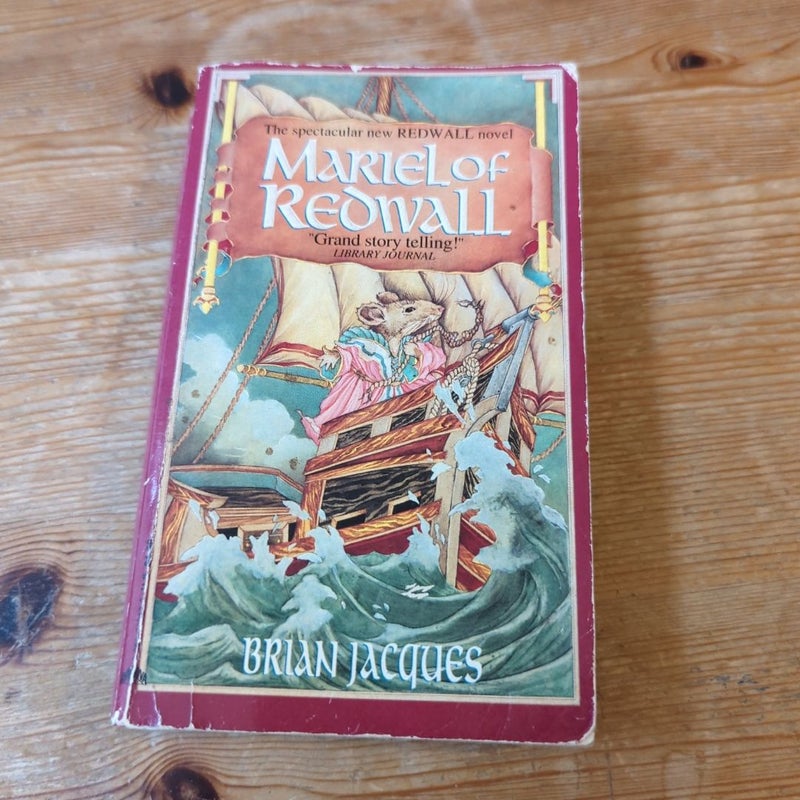 The spectacular new REDWALL novel
MARIEL OF
REDWALL
"Grand story telling!"
LIBRARY JOURNAL
BRIAN JACQUES